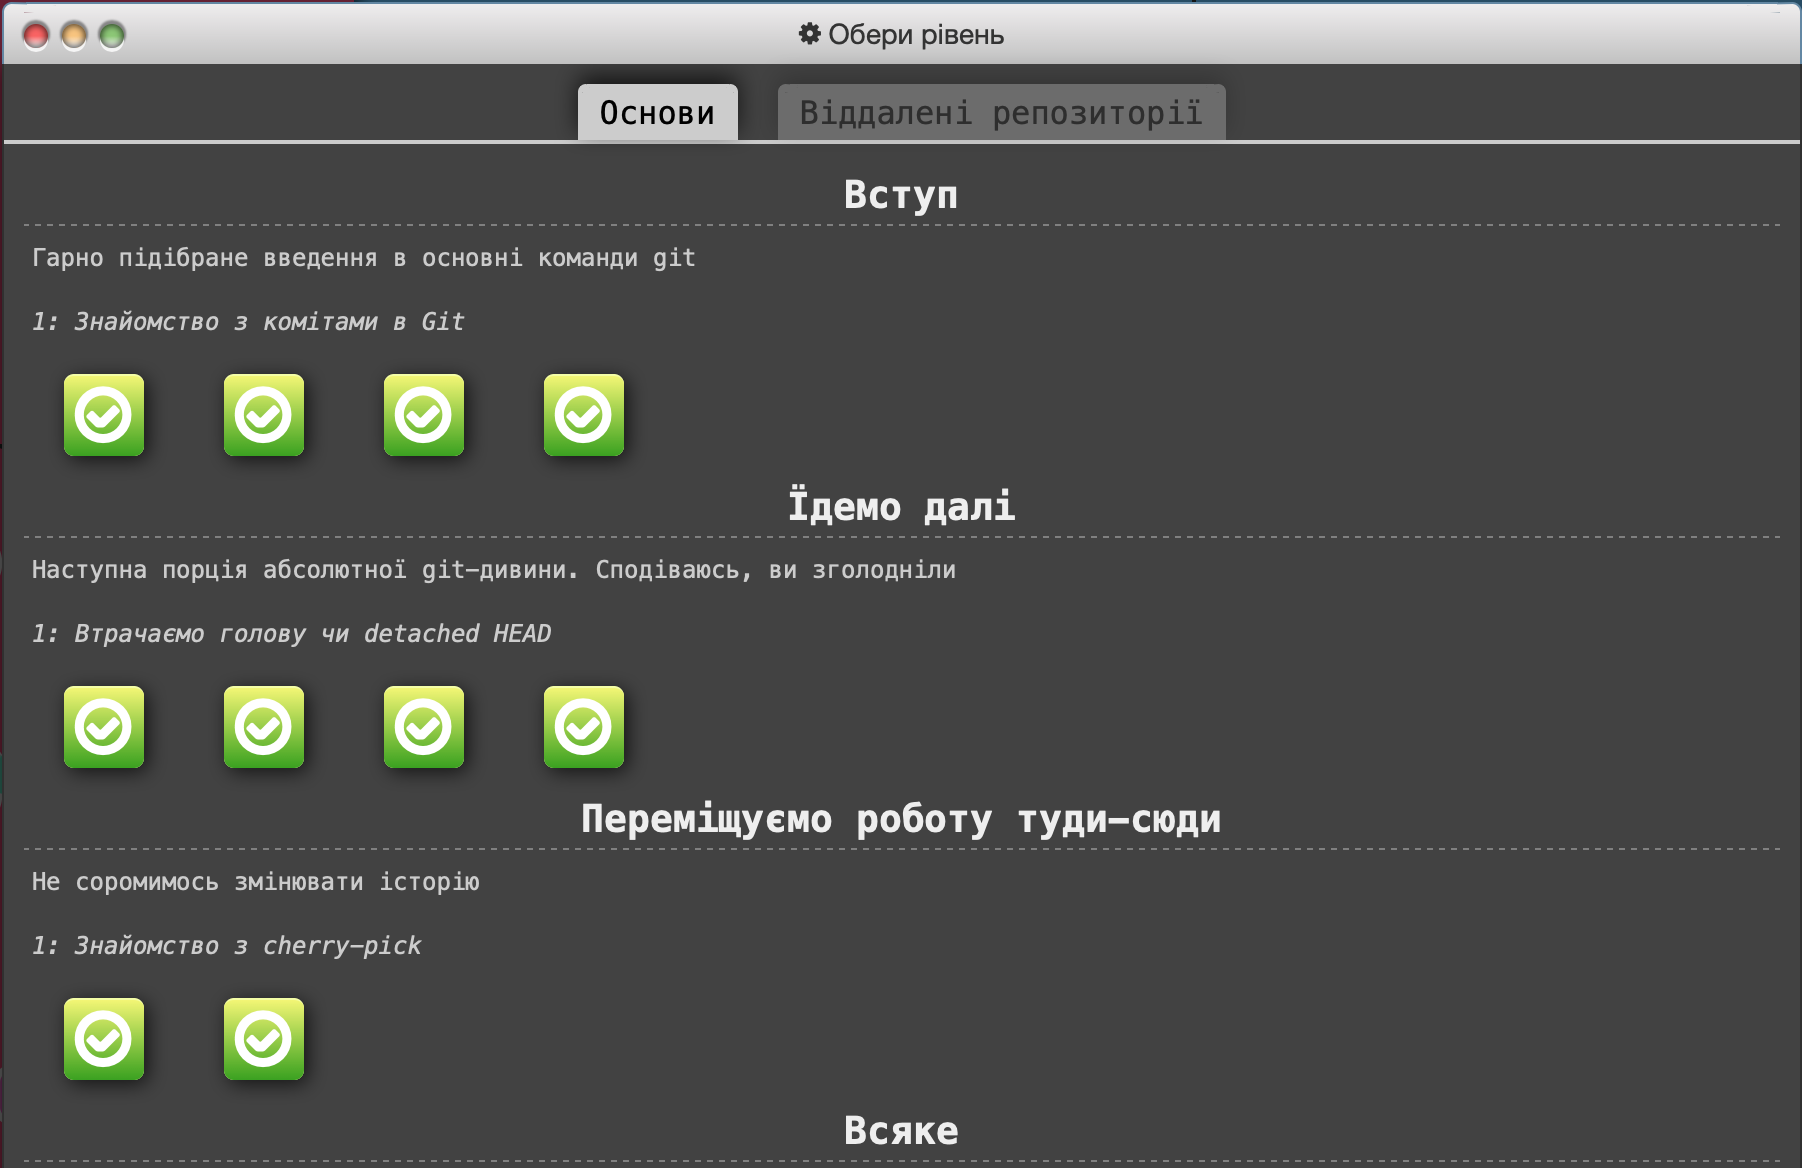 Обери рівень
Основи
Віддалені репозиторії
Вступ
Гарно підібране введення в основні команди git
1: Знайомство з комітами в Git
Їдемо далі
Наступна порція абсолютної git-дивини. Сподіваюсь, ви зголодніли
1: Втрачаємо голову чи detached HEAD
Переміщуємо роботу туди-сюди
Не соромимось змінювати історію
1: Знайомство з cherry-pick
Всяке